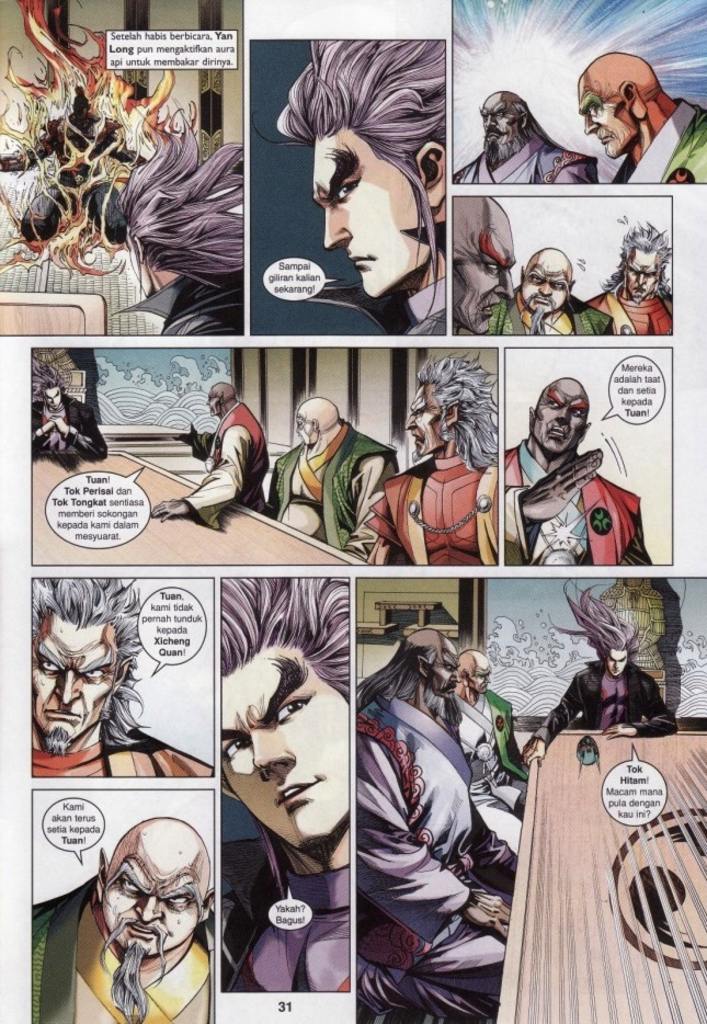 Setelah habis berbicara, Yan
Long pun mengaktifkan aura
api untuk membakar dirinya.
Sampai
giliran kalian
sekarang!
Tuan!
Tok Perisai dan
Tok Tongkat sentiasa
memberi sokongan
kepada kami dalam
mesyuarat.
Mereka
adalah taat
dan setia
kepada
Tuan!
Tuan,
kami tidak
pernah tunduk
kepada
Xicheng
Quan!
Kami
akan terus
setia kepada
Tuan!
Yakah?
Bagus!
Tok
Hitam!
Macam mana
pula dengan
kau ini?
31